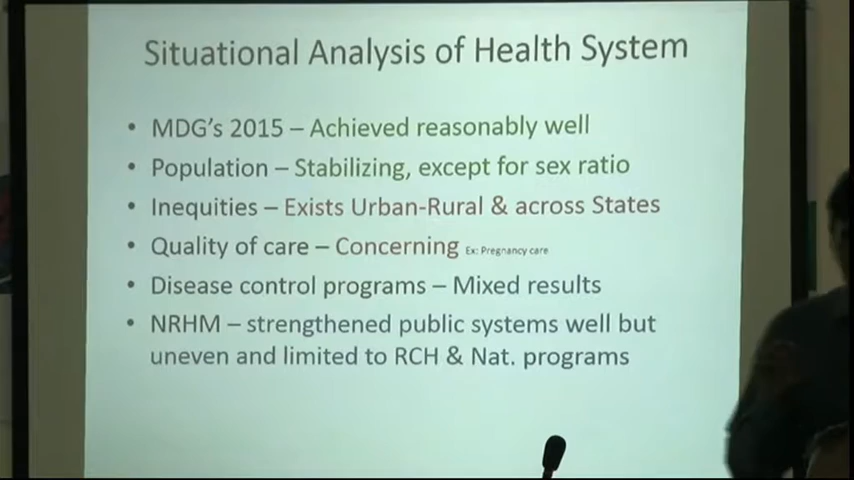 Situational Analysis of Health System
• MDG's 2015 – Achieved reasonably well
• Population – Stabilizing, except for sex ratio
• Inequities – Exists Urban-Rural & across States
• Quality of care – Concerning Ex: Pregnancy care
• Disease control programs – Mixed results
• NRHM – strengthened public systems well but
uneven and limited to RCH & Nat. programs